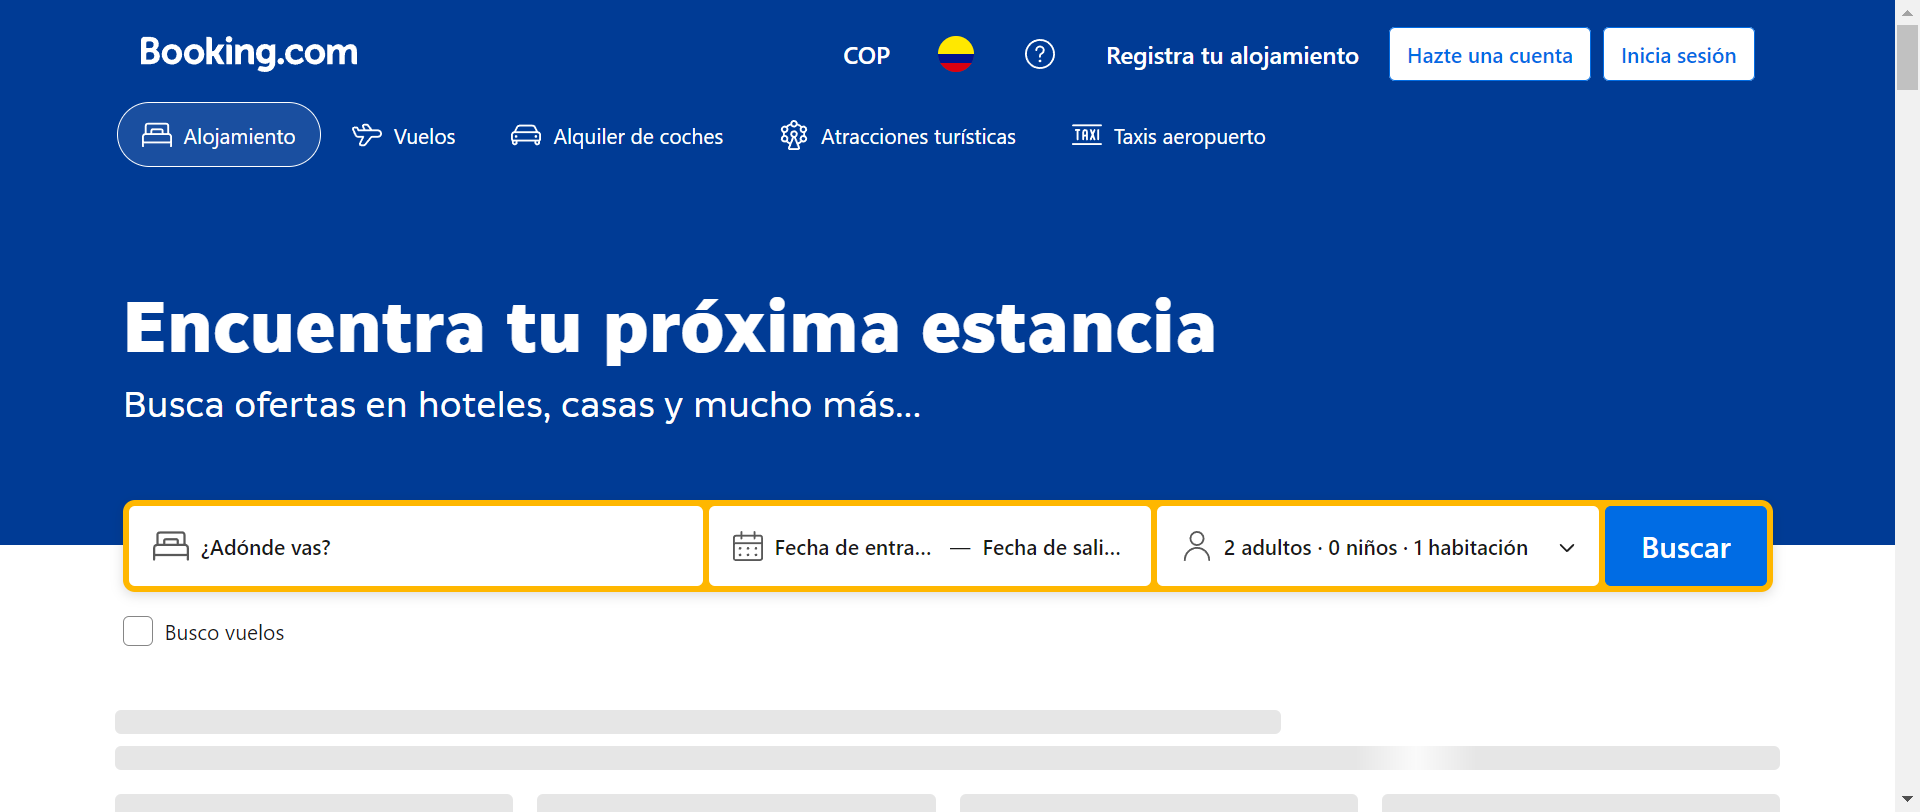 Booking.com
COP
Registra tu alojamiento
Hazte una cuenta
Inicia sesión
Alojamiento
Vuelos
Alquiler de coches
Atracciones turísticas
TAXI
Taxis aeropuerto
Encuentra tu próxima estancia
Busca ofertas en hoteles, casas y mucho más...
¿Adónde vas?
Fecha de entra... — Fecha de sali...
2 adultos · 0 niños · 1 habitación
Buscar
Busco vuelos